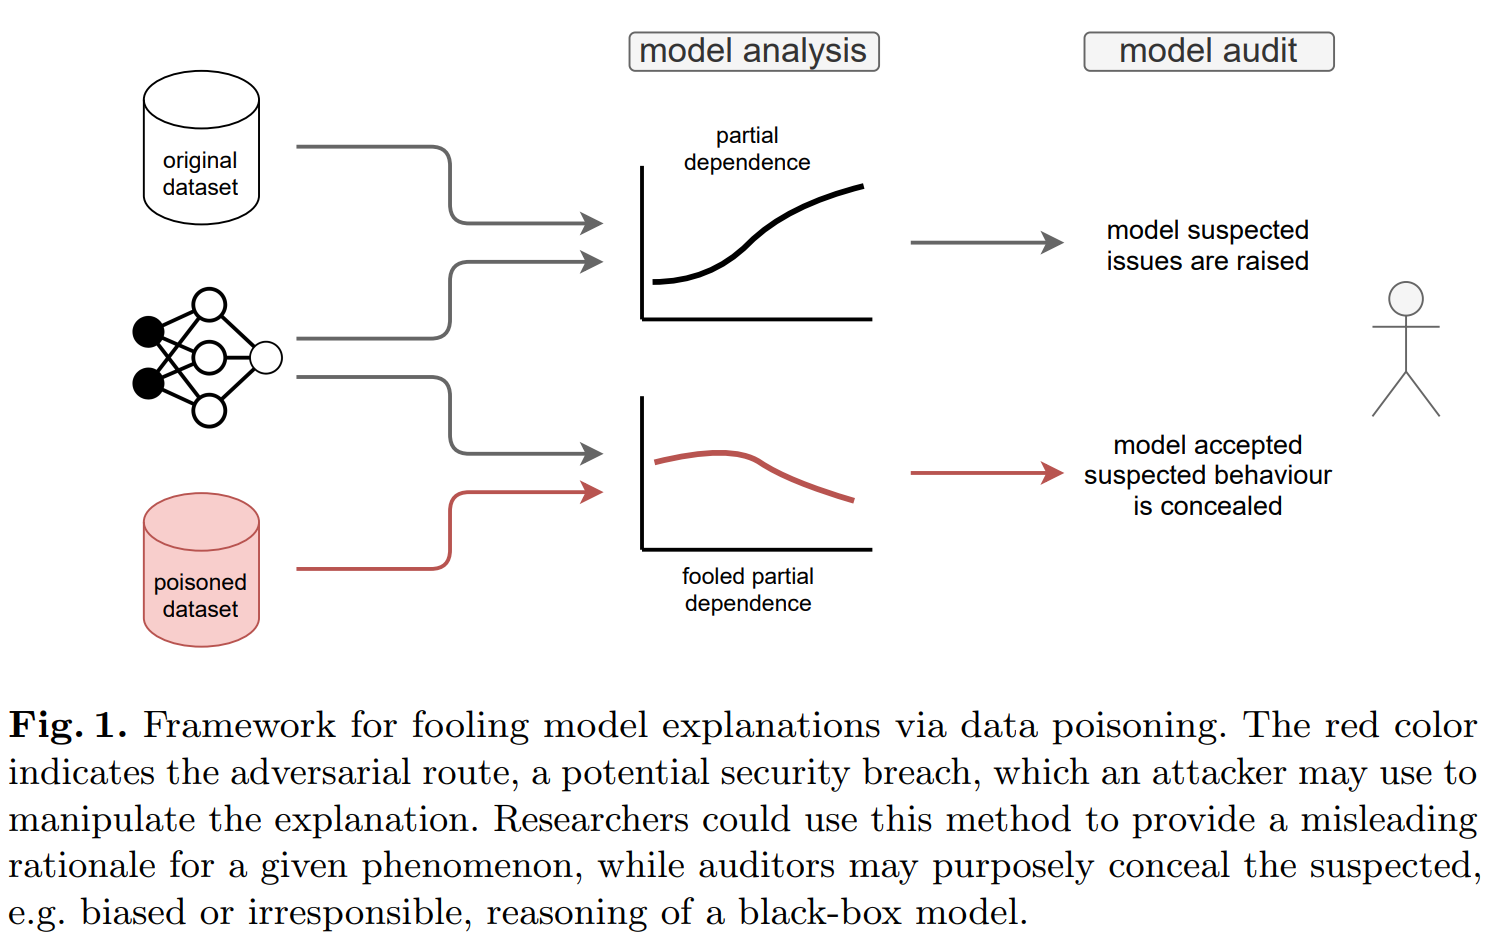 model analysis
model audit
original
dataset
partial
dependence
model suspected
issues are raised
poisoned
dataset
fooled partial
dependence
model accepted
suspected behaviour
is concealed
Fig. 1. Framework for fooling model explanations via data poisoning. The red color
indicates the adversarial route, a potential security breach, which an attacker may use to
manipulate the explanation. Researchers could use this method to provide a misleading
rationale for a given phenomenon, while auditors may purposely conceal the suspected,
e.g. biased or irresponsible, reasoning of a black-box model.